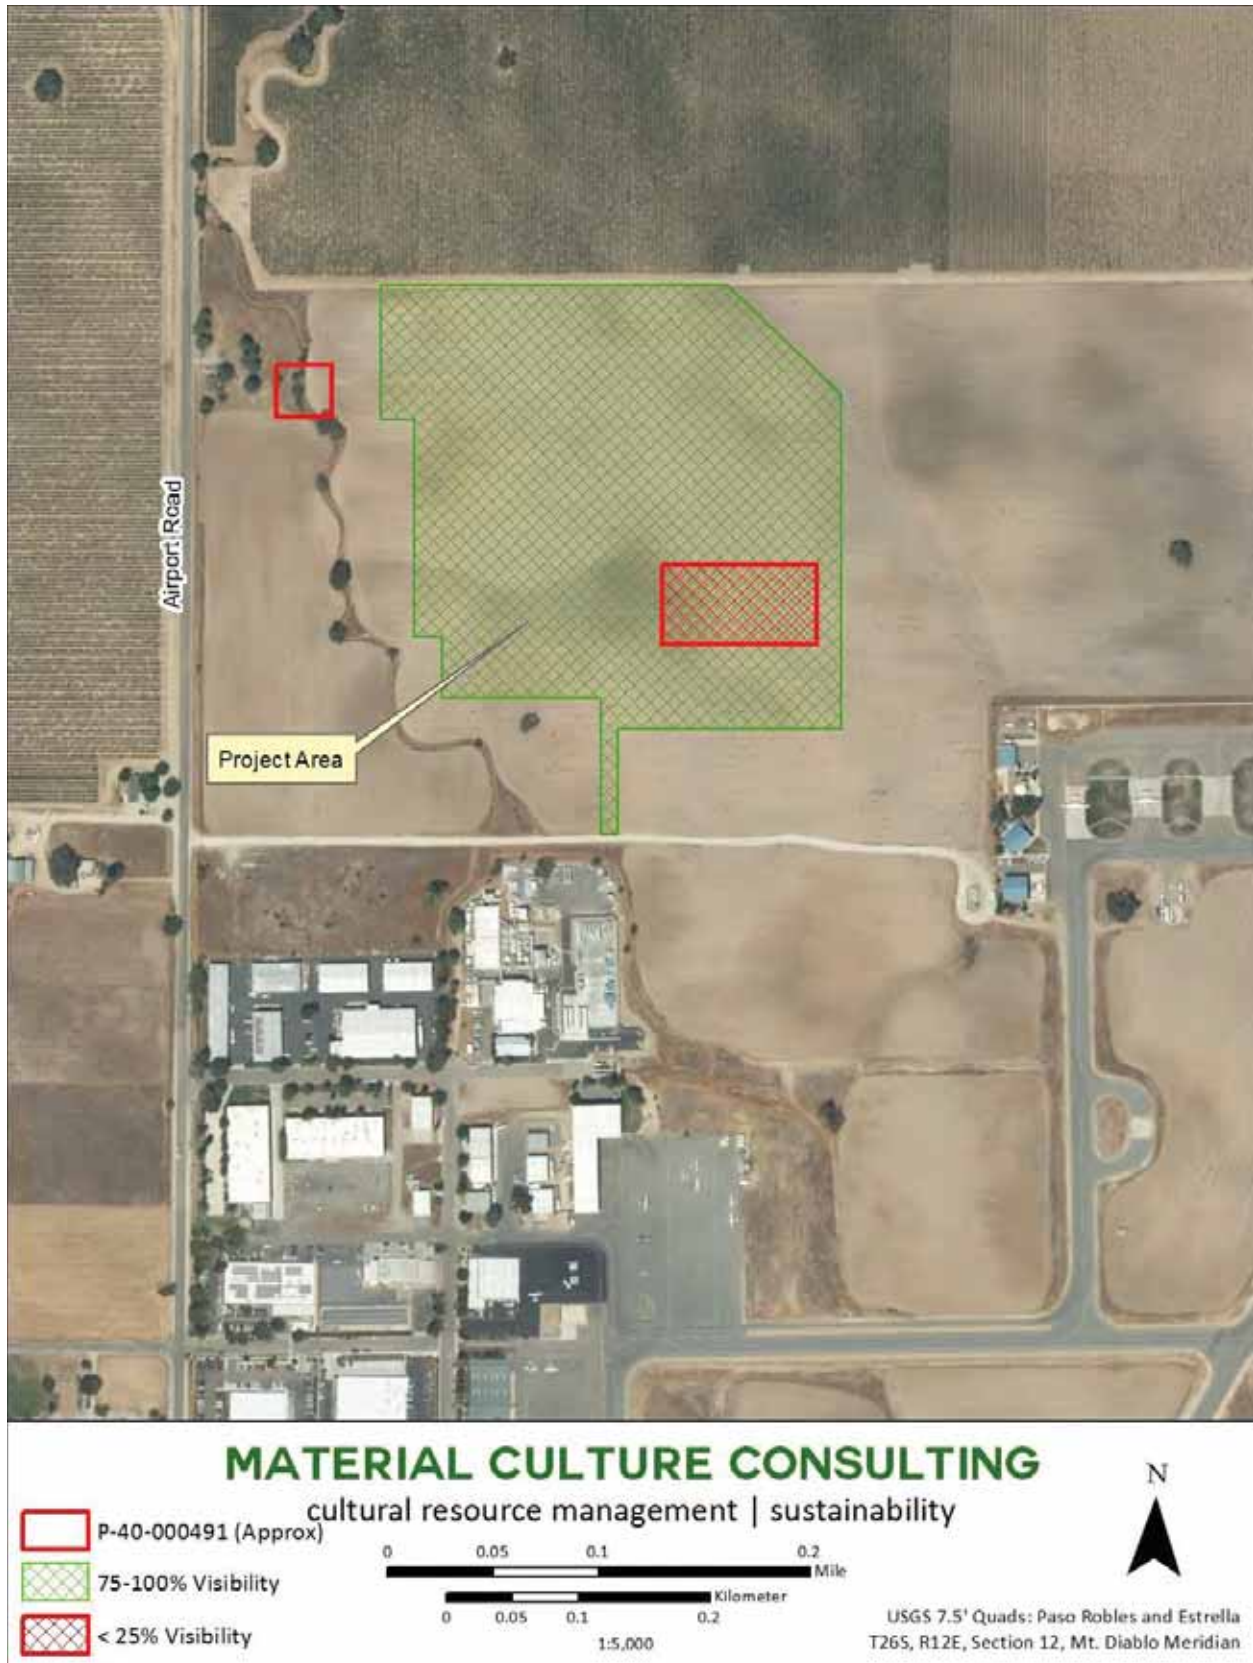 Airport Road
Project Area
MATERIAL CULTURE CONSULTING
cultural resource management | sustainability
N
P-40-000491 (Approx)
75-100% Visibility
< 25% Visibility
0 0.05 0.1 0.2
Mile
Kilometer
0 0.05 0.1 0.2
1:5,000
USGS 7.5' Quads: Paso Robles and Estrella
T26S, R12E, Section 12, Mt. Diablo Meridian